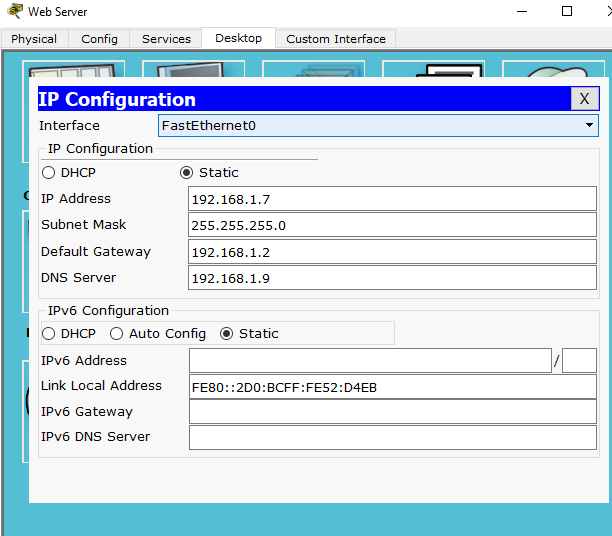 Web Server
Physical Config Services Desktop Custom Interface
IP Configuration X
Interface FastEthernet0
IP Configuration
DHCP Static
IP Address 192.168.1.7
Subnet Mask 255.255.255.0
Default Gateway 192.168.1.2
DNS Server 192.168.1.9
IPv6 Configuration
DHCP Auto Config Static
IPv6 Address /
Link Local Address FE80::2D0:BCFF:FE52:D4EB
IPv6 Gateway
IPv6 DNS Server